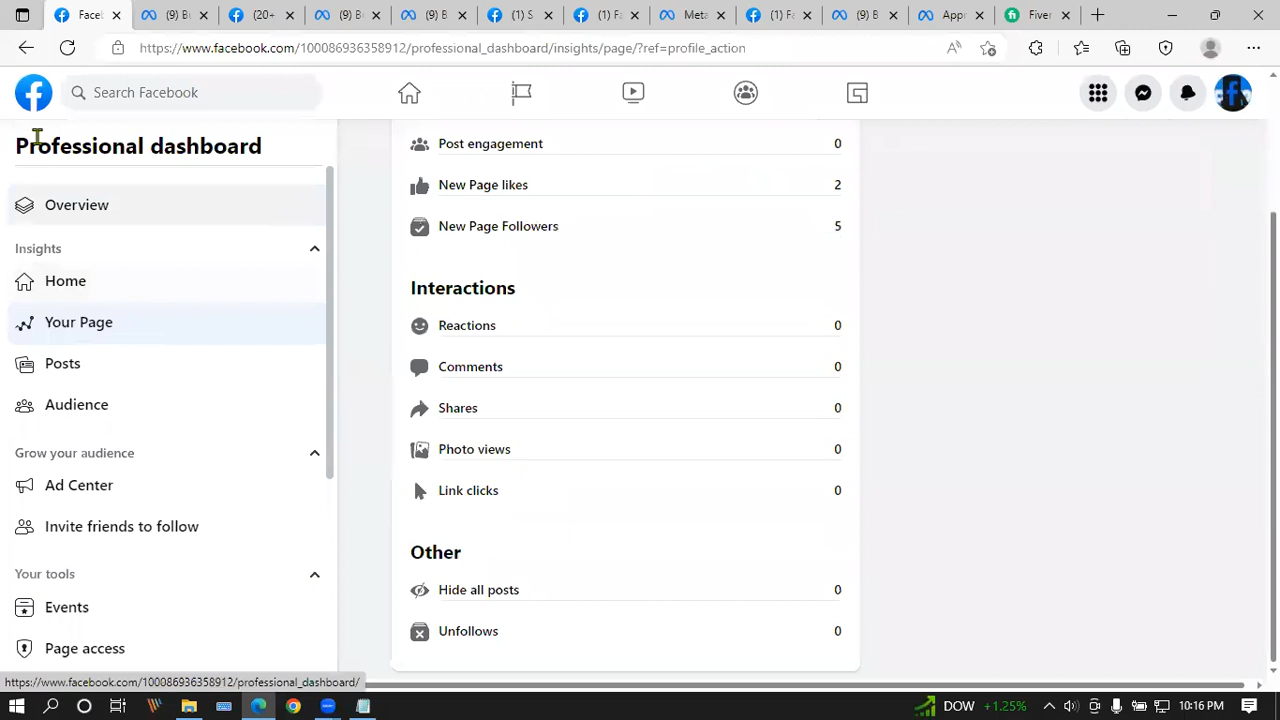 Facel
(9) B
(20+
(9) B
(9) B
(1) S
(1) Fa
Meta
(1) Fa
(9) B
Appr
Fiver
https://www.facebook.com/100086936358912/professional_dashboard/insights/page/?ref=profile_action
Search Facebook
Professional dashboard
Overview
Insights
Home
Your Page
Posts
Audience
Grow your audience
Ad Center
Invite friends to follow
Your tools
Events
Page access
Post engagement 0
New Page likes 2
New Page Followers 5
Interactions
Reactions 0
Comments 0
Shares 0
Photo views 0
Link clicks 0
Other
Hide all posts 0
Unfollows 0
https://www.facebook.com/100086936358912/professional_dashboard/
DOW +1.25%
10:16 PM